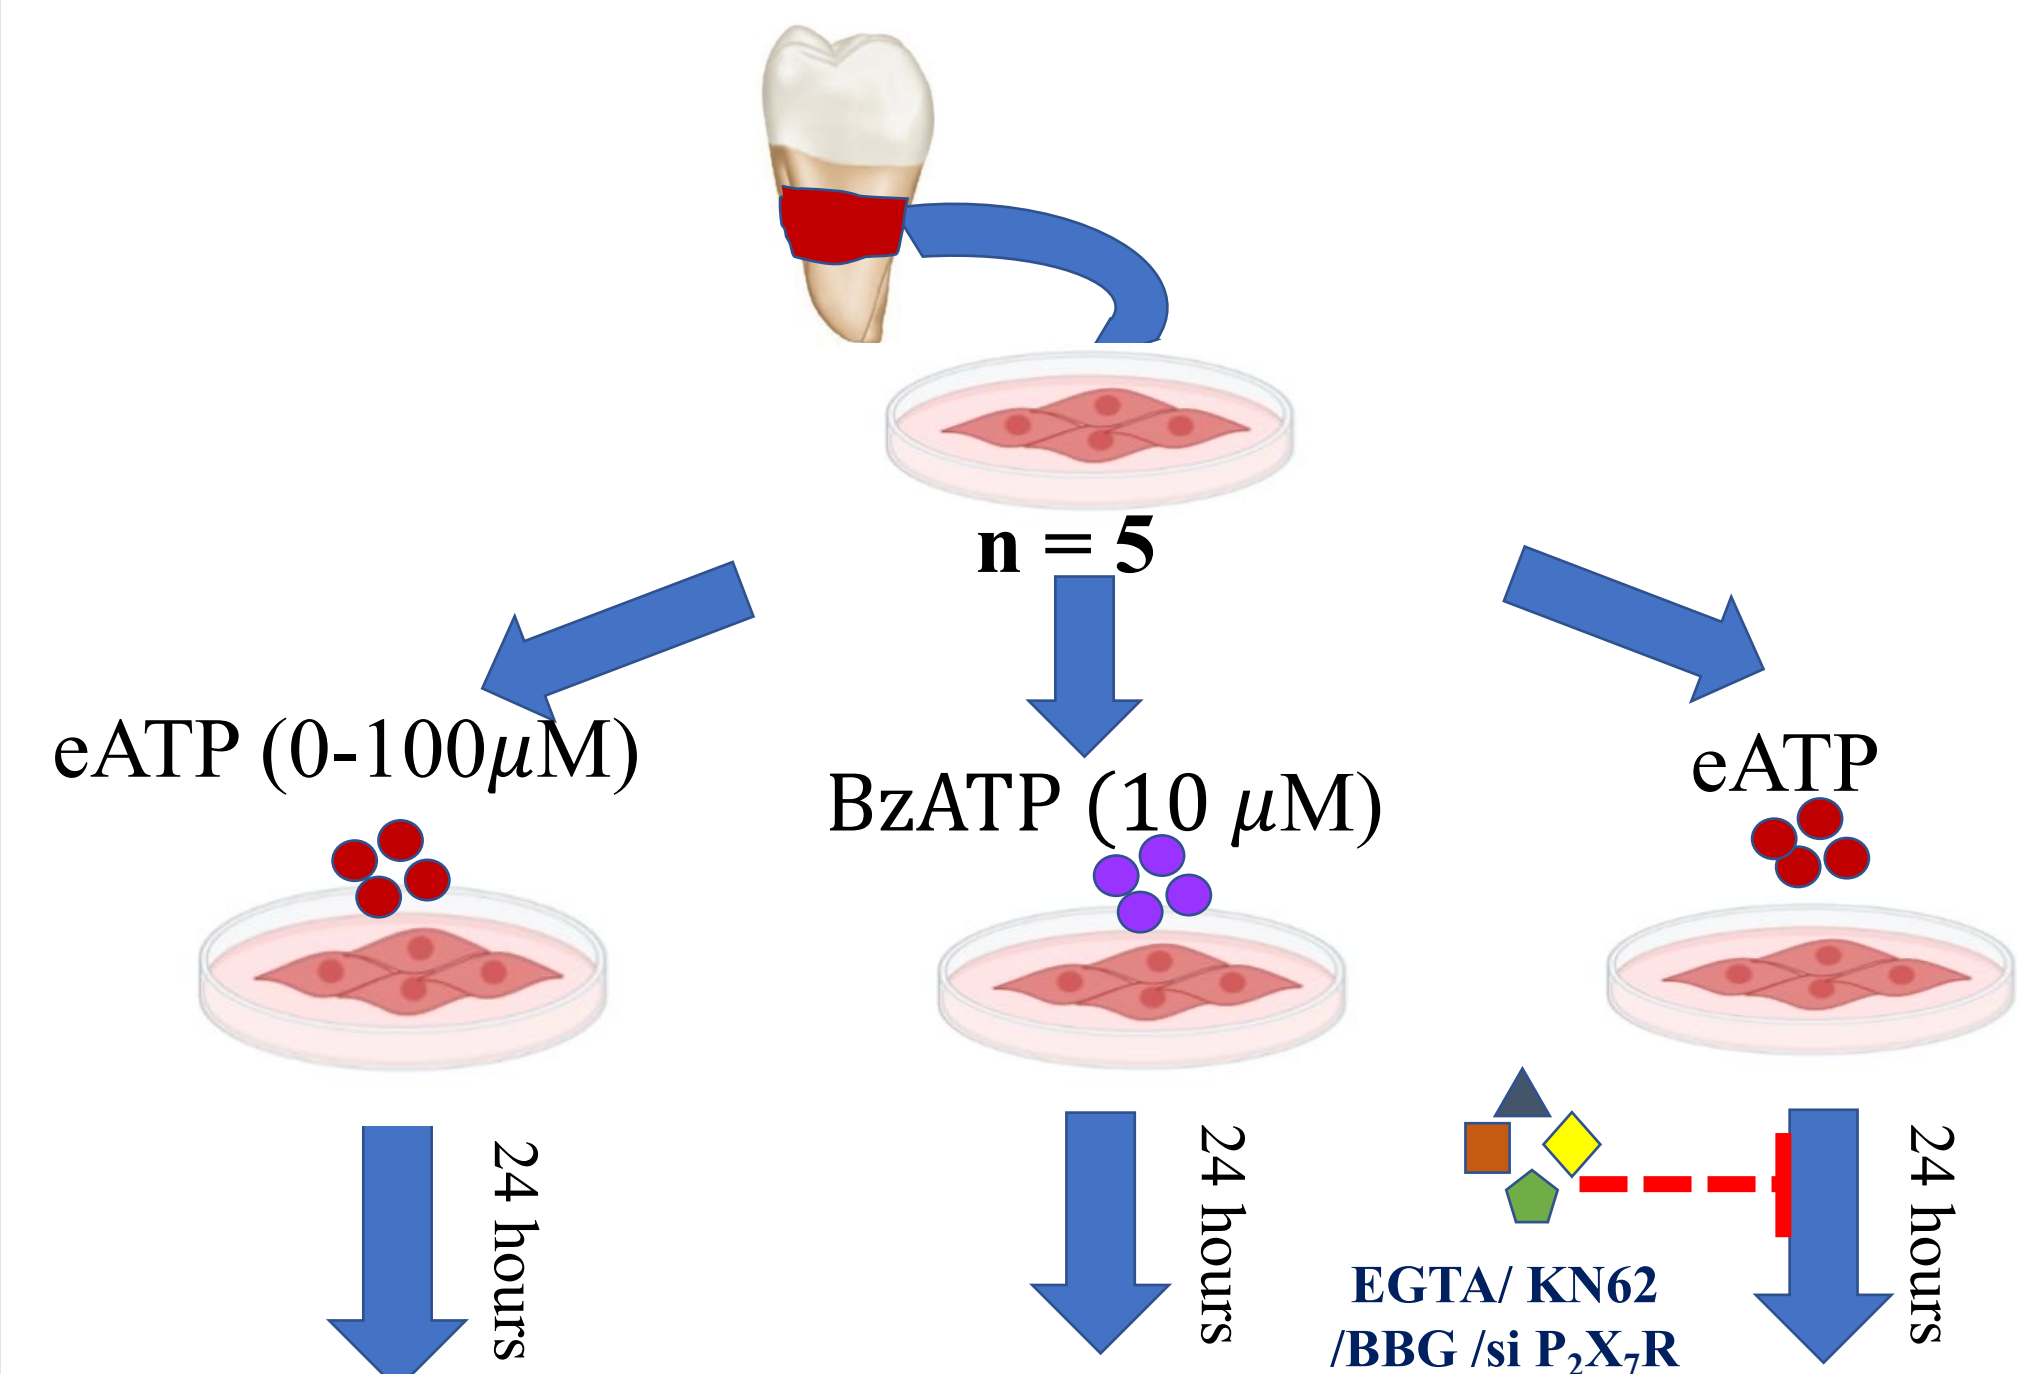 n = 5
eATP (0-100𝜇M)
BzATP (10 𝜇M)
eATP
24 hours
24 hours
24 hours
EGTA/ KN62
/BBG /si P₂X₇R